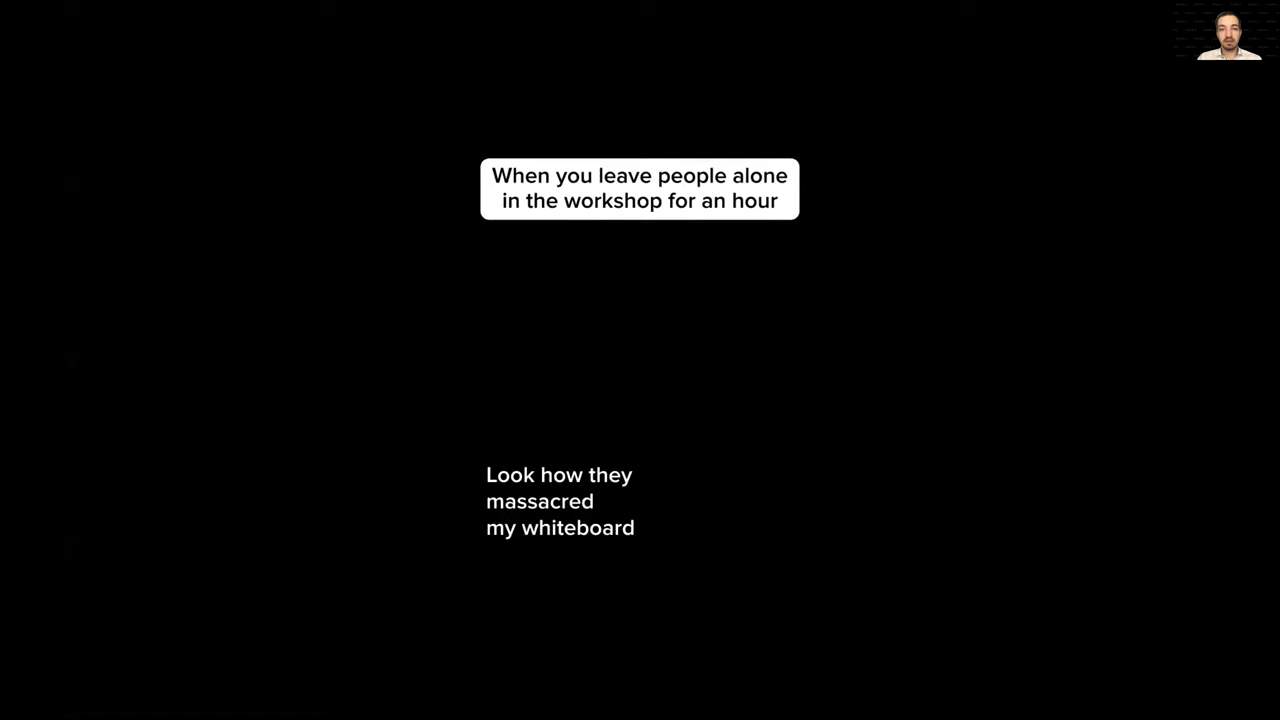 When you leave people alone
in the workshop for an hour
Look how they
massacred
my whiteboard